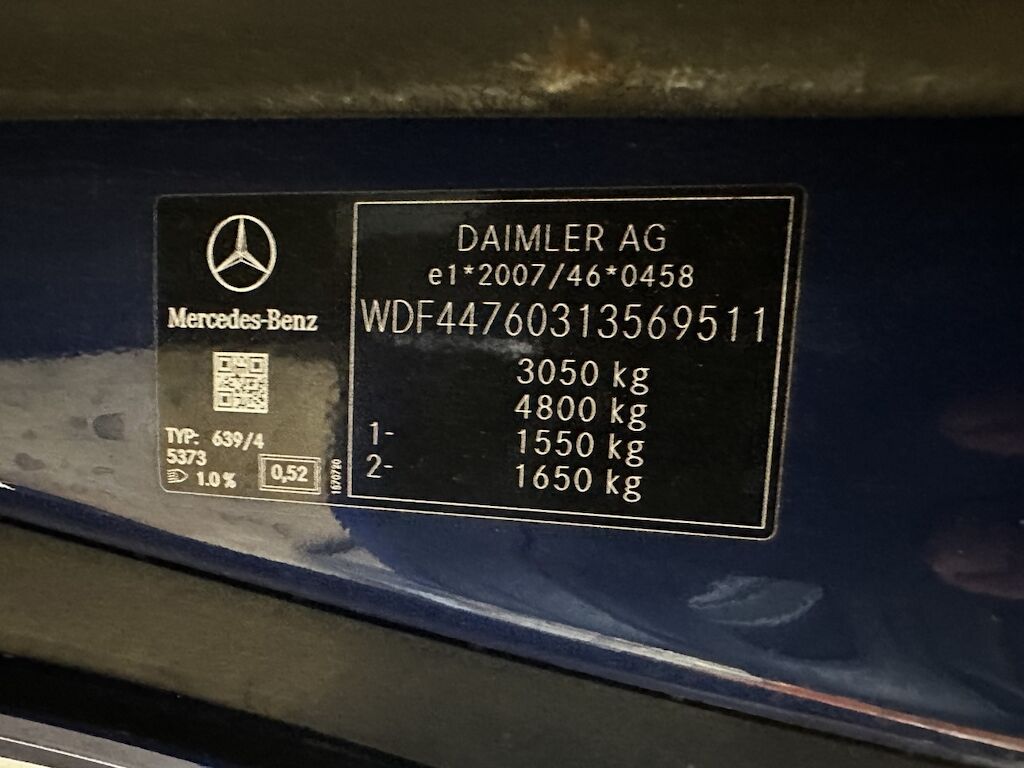 Mercedes-Benz
TYP: 639/4
5373
1.0 %
0,52
1670720
DAIMLER AG
e1*2007/46*0458
WDF44760313569511
3050 kg
4800 kg
1- 1550 kg
2- 1650 kg